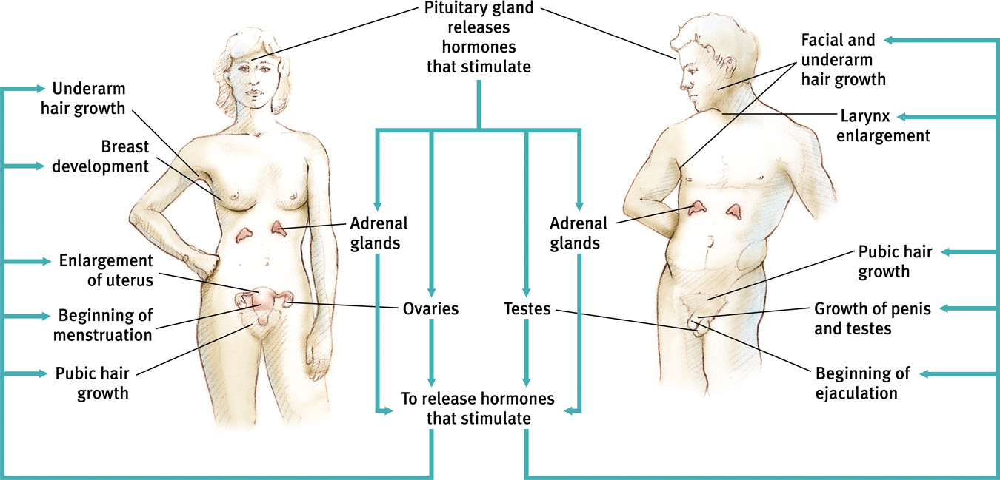 Pituitary gland
releases
hormones
that stimulate
Underarm
hair growth
Breast
development
Adrenal
glands
Enlargement
of uterus
Beginning of
menstruation
Ovaries
Pubic hair
growth
Adrenal
glands
Testes
To release hormones
that stimulate
Facial and
underarm
hair growth
Larynx
enlargement
Pubic hair
growth
Growth of penis
and testes
Beginning of
ejaculation